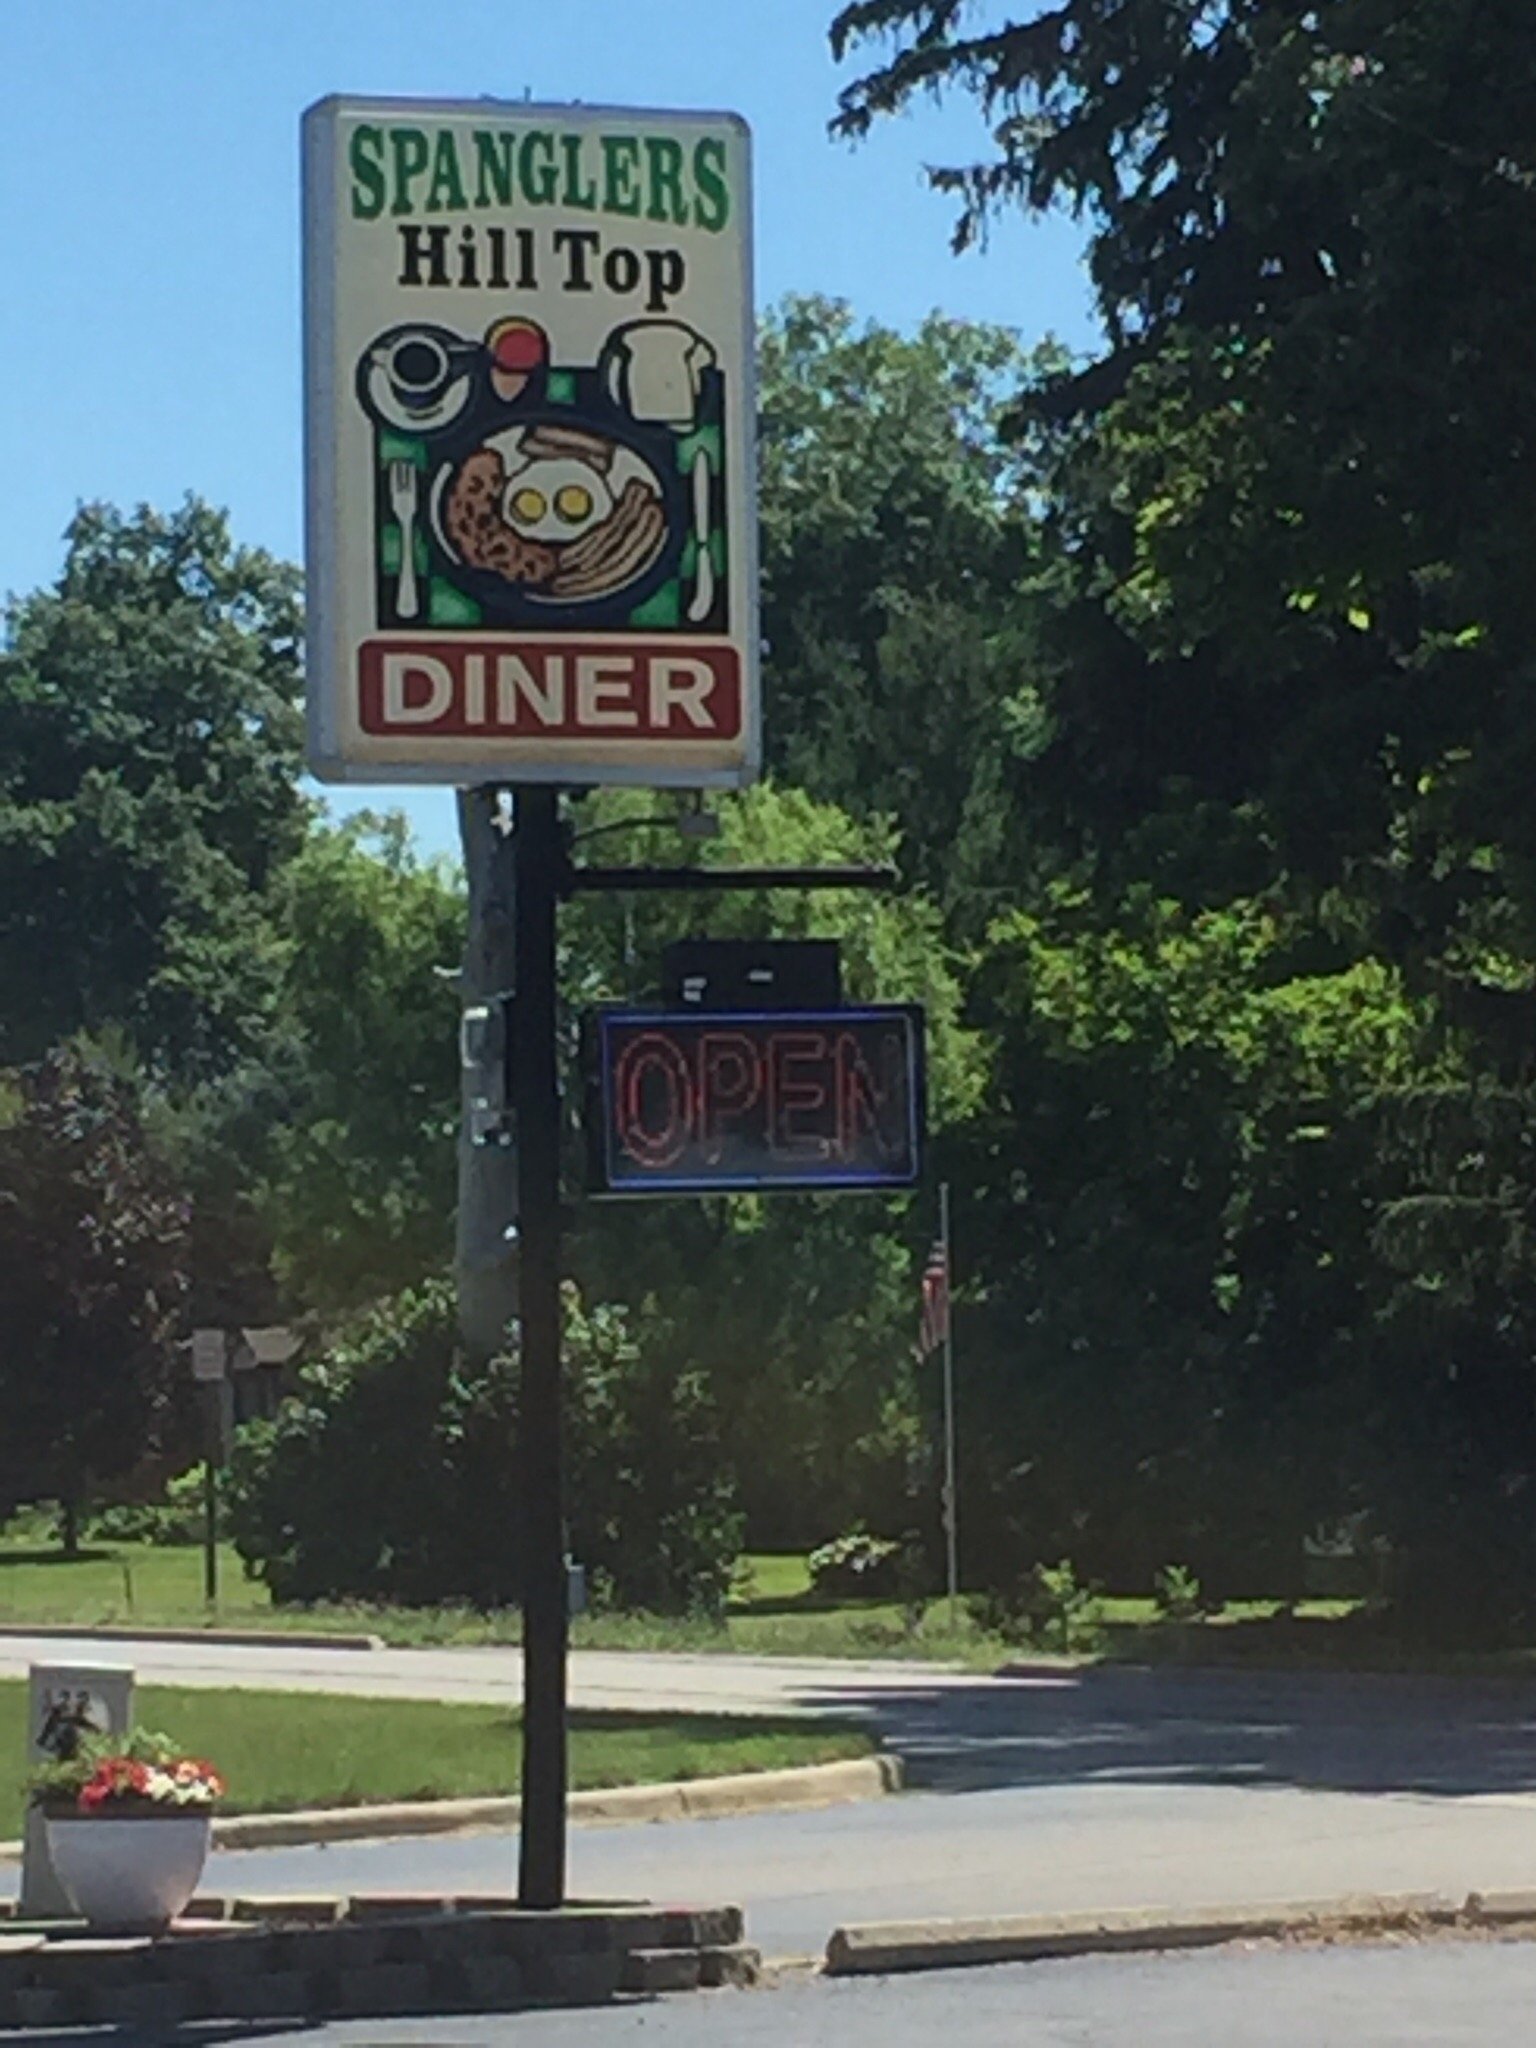 SPANGLERS
Hill Top
DINER
OPEN